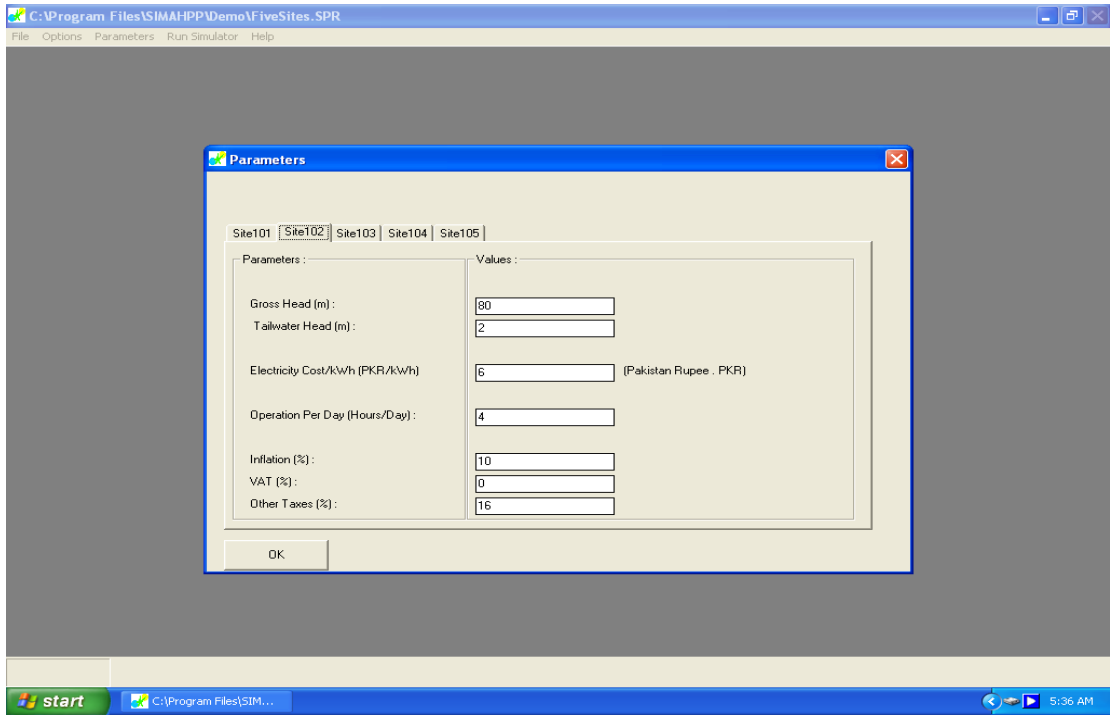 C:\Program Files\SIMAHPP\Demo\FiveSites.SPR
File Options Parameters Run Simulator Help
Parameters
Site101 Site102 Site103 Site104 Site105
Parameters : Values :
Gross Head (m) : 80
Tailwater Head (m) : 2
Electricity Cost/kWh (PKR/kWh) 6 (Pakistan Rupee . PKR)
Operation Per Day (Hours/Day) : 4
Inflation (%) : 10
VAT (%) : 0
Other Taxes (%) : 16
OK
start C:\Program Files\SIM... 5:36 AM